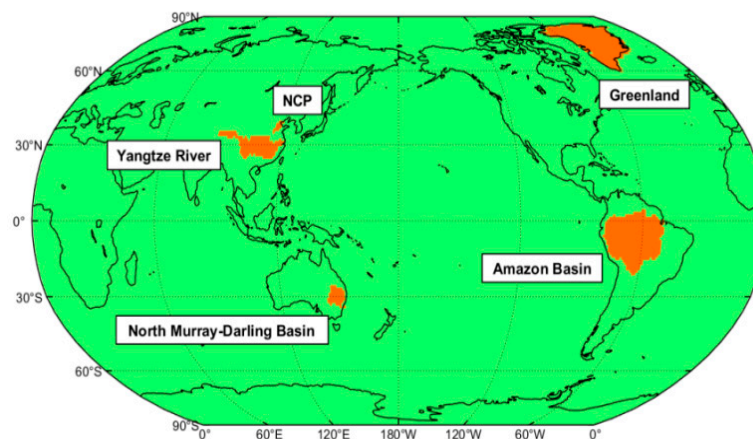 90°N
60°N
NCP
Greenland
30°N
Yangtze River
0°
Amazon Basin
30°S
North Murray-Darling Basin
60°S
90°S
0° 60°E 120°E 180°W 120°W 60°W 0°